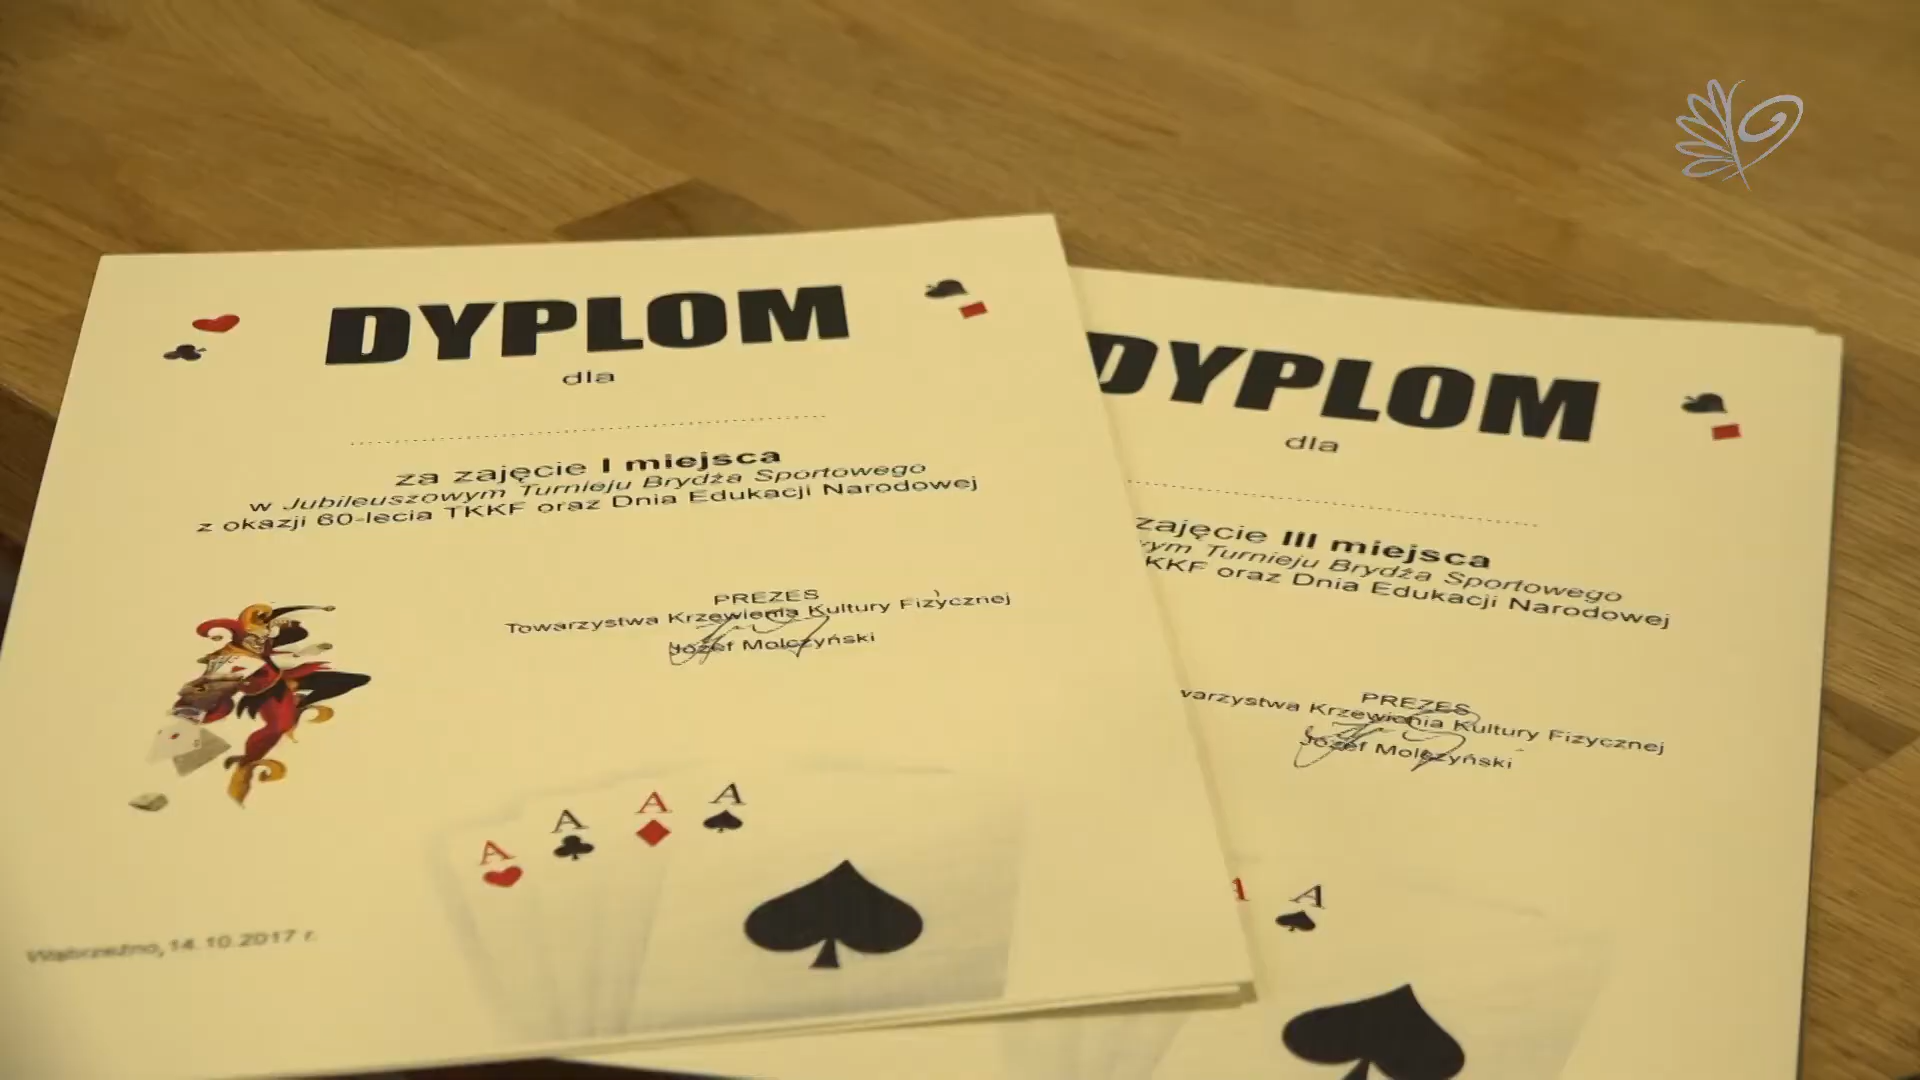 DYPLOM
dla
za zajęcie I miejsca
w Jubileuszowym Turnieju Brydża Sportowego
z okazji 60-lecia TKKF oraz Dnia Edukacji Narodowej
PREZES
Towarzystwa Krzewienia Kultury Fizycznej
Józef Molczyński
A
A
A
A
Wąbrzeźno, 14.10.2017 r.
DYPLOM
dla
zajęcie III miejsca
Turnieju Brydża Sportowego
KKF oraz Dnia Edukacji Narodowej
PREZES
warzystwa Krzewienia Kultury Fizycznej
Józef Molczyński
A
A